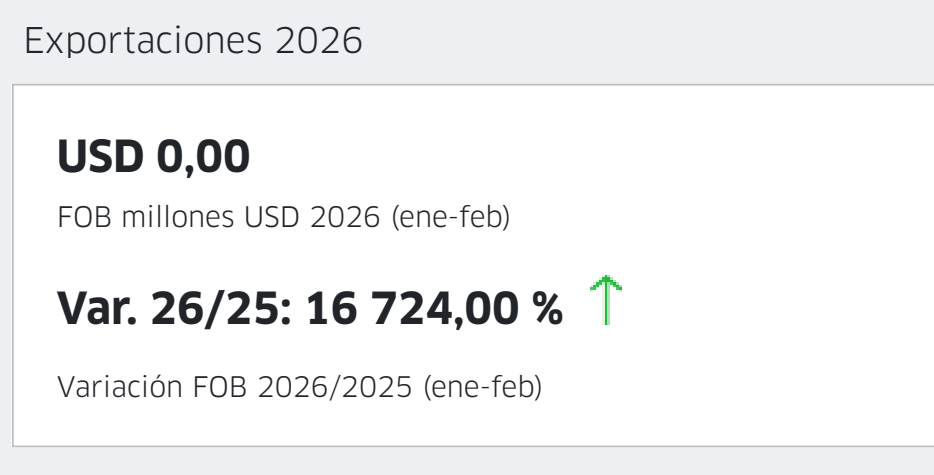 Exportaciones 2026
USD 0,00
FOB millones USD 2026 (ene-feb)
Var. 26/25: 16 724,00 %
Variación FOB 2026/2025 (ene-feb)